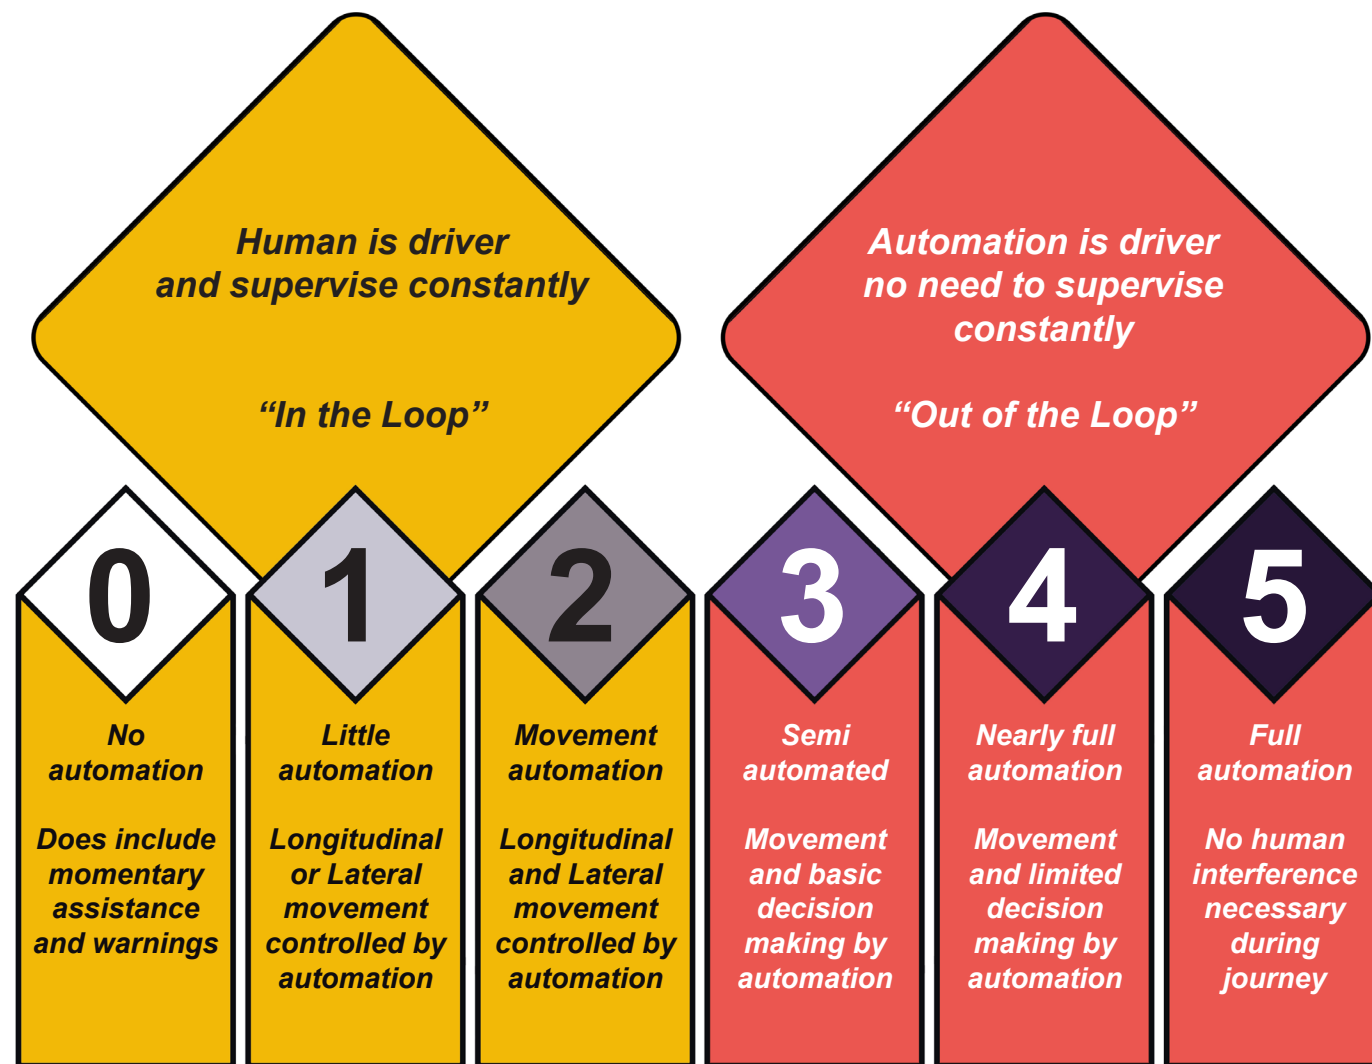 Human is driver
and supervise constantly
“In the Loop”
Automation is driver
no need to supervise
constantly
“Out of the Loop”
0
No
automation
Does include
momentary
assistance
and warnings
1
Little
automation
Longitudinal
or Lateral
movement
controlled by
automation
2
Movement
automation
Longitudinal
and Lateral
movement
controlled by
automation
3
Semi
automated
Movement
and basic
decision
making by
automation
4
Nearly full
automation
Movement
and limited
decision
making by
automation
5
Full
automation
No human
interference
necessary
during
journey